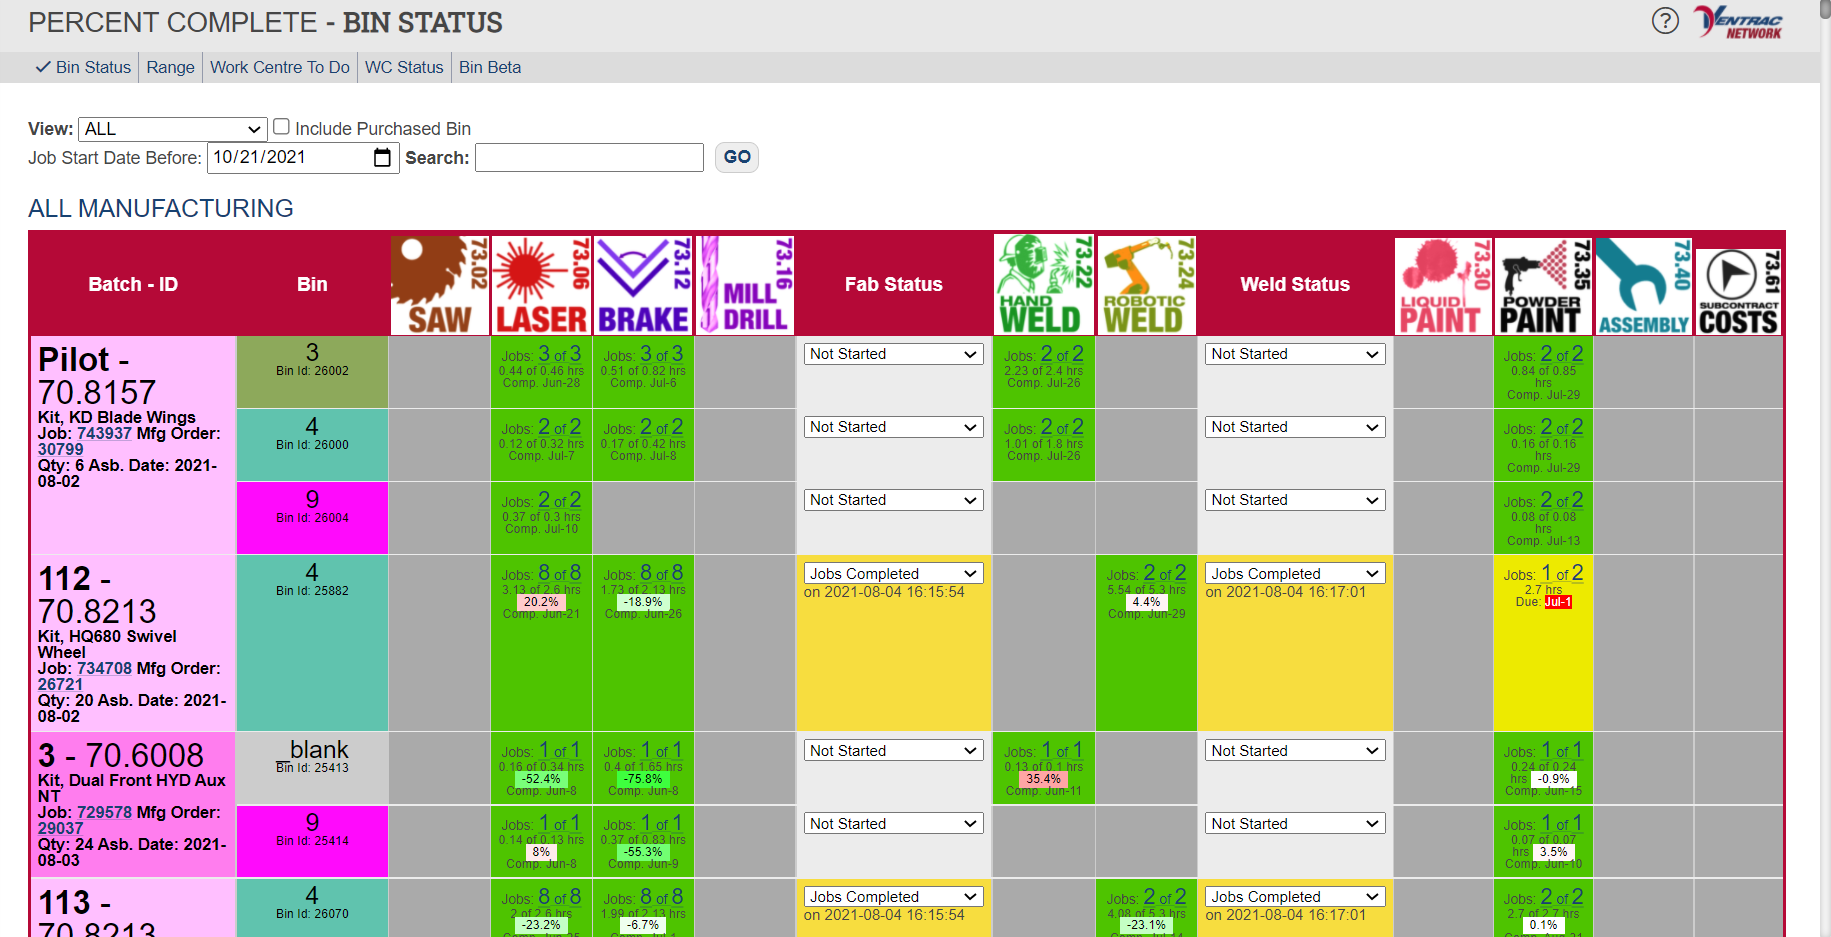 PERCENT COMPLETE - BIN STATUS
?
VENTRAC
NETWORK
Bin Status
Range
Work Centre To Do
WC Status
Bin Beta
View: ALL Include Purchased Bin
Job Start Date Before: 10/21/2021 Search: GO
ALL MANUFACTURING
Batch - ID
Bin
73.02 SAW
73.06 LASER
73.12 BRAKE
73.16 MILL DRILL
Fab Status
73.22 HAND WELD
73.24 ROBOTIC WELD
Weld Status
73.30 LIQUID PAINT
73.35 POWDER PAINT
73.40 ASSEMBLY
73.61 SUBCONTRACT COSTS
Pilot -
70.8157
Kit, KD Blade Wings
Job: 743937 Mfg Order:
30799
Qty: 6 Asb. Date: 2021-
08-02
3
Bin Id: 26002
Jobs: 3 of 3
0.44 of 0.46 hrs
Comp. Jun-28
Jobs: 3 of 3
0.51 of 0.82 hrs
Comp. Jul-6
Not Started
Jobs: 2 of 2
2.23 of 2.4 hrs
Comp. Jul-26
Not Started
Jobs: 2 of 2
0.84 of 0.85
hrs
Comp. Jul-29
4
Bin Id: 26000
Jobs: 2 of 2
0.12 of 0.32 hrs
Comp. Jul-7
Jobs: 2 of 2
0.17 of 0.42 hrs
Comp. Jul-8
Not Started
Jobs: 2 of 2
1.01 of 1.8 hrs
Comp. Jul-26
Not Started
Jobs: 2 of 2
0.16 of 0.16
hrs
Comp. Jul-29
9
Bin Id: 26004
Jobs: 2 of 2
0.37 of 0.3 hrs
Comp. Jul-10
Not Started
Not Started
Jobs: 2 of 2
0.08 of 0.08
hrs
Comp. Jul-13
112 -
70.8213
Kit, HQ680 Swivel
Wheel
Job: 734708 Mfg Order:
26721
Qty: 20 Asb. Date: 2021-
08-02
4
Bin Id: 25882
Jobs: 8 of 8
3.13 of 2.6 hrs
20.2%
Comp. Jun-21
Jobs: 8 of 8
1.73 of 2.13 hrs
-18.9%
Comp. Jun-26
Jobs Completed
on 2021-08-04 16:15:54
Jobs: 2 of 2
5.54 of 5.3 hrs
4.4%
Comp. Jun-29
Jobs Completed
on 2021-08-04 16:17:01
Jobs: 1 of 2
2.7 hrs
Due: Jul-1
3 - 70.6008
Kit, Dual Front HYD Aux
NT
Job: 729578 Mfg Order:
29037
Qty: 24 Asb. Date: 2021-
08-03
_blank
Bin Id: 25413
Jobs: 1 of 1
0.16 of 0.34 hrs
-52.4%
Comp. Jun-8
Jobs: 1 of 1
0.4 of 1.65 hrs
-75.8%
Comp. Jun-8
Not Started
Jobs: 1 of 1
0.13 of 0.1 hrs
35.4%
Comp. Jun-11
Not Started
Jobs: 1 of 1
0.24 of 0.24
hrs -0.9%
Comp. Jun-15
9
Bin Id: 25414
Jobs: 1 of 1
0.14 of 0.13 hrs
8%
Comp. Jun-8
Jobs: 1 of 1
0.37 of 0.83 hrs
-55.3%
Comp. Jun-9
Not Started
Not Started
Jobs: 1 of 1
0.07 of 0.07
hrs 3.5%
Comp. Jun-10
113 -
70.8213
4
Bin Id: 26070
Jobs: 8 of 8
2 of 2.6 hrs
-23.2%
Jobs: 8 of 8
1.99 of 2.13 hrs
-6.7%
Jobs Completed
on 2021-08-04 16:15:54
Jobs: 2 of 2
4.08 of 5.3 hrs
-23.1%
Jobs Completed
on 2021-08-04 16:17:01
Jobs: 2 of 2
2.7 of 2.7 hrs
0.1%